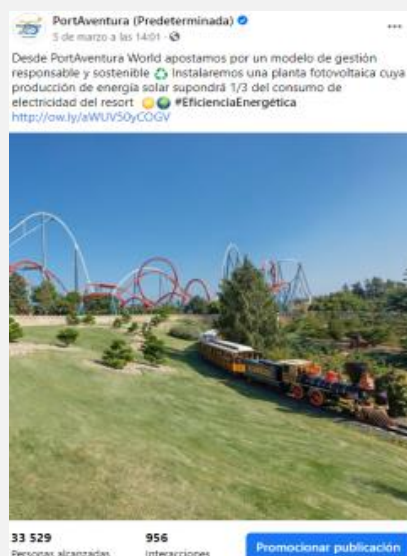 PortAventura (Predeterminada)
5 de marzo a las 14:01 ·
Desde PortAventura World apostamos por un modelo de gestión
responsable y sostenible ♻️ Instalaremos una planta fotovoltaica cuya
producción de energía solar supondrá 1/3 del consumo de
electricidad del resort 🌞🌍 #EficienciaEnergética
http://ow.ly/aWUV50yCOGV
33 529
956
Personas alcanzadas
Interacciones
Promocionar publicación